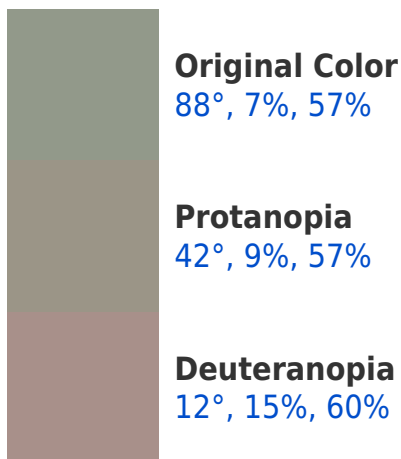 Original Color
88°, 7%, 57%
Protanopia
42°, 9%, 57%
Deuteranopia
12°, 15%, 60%